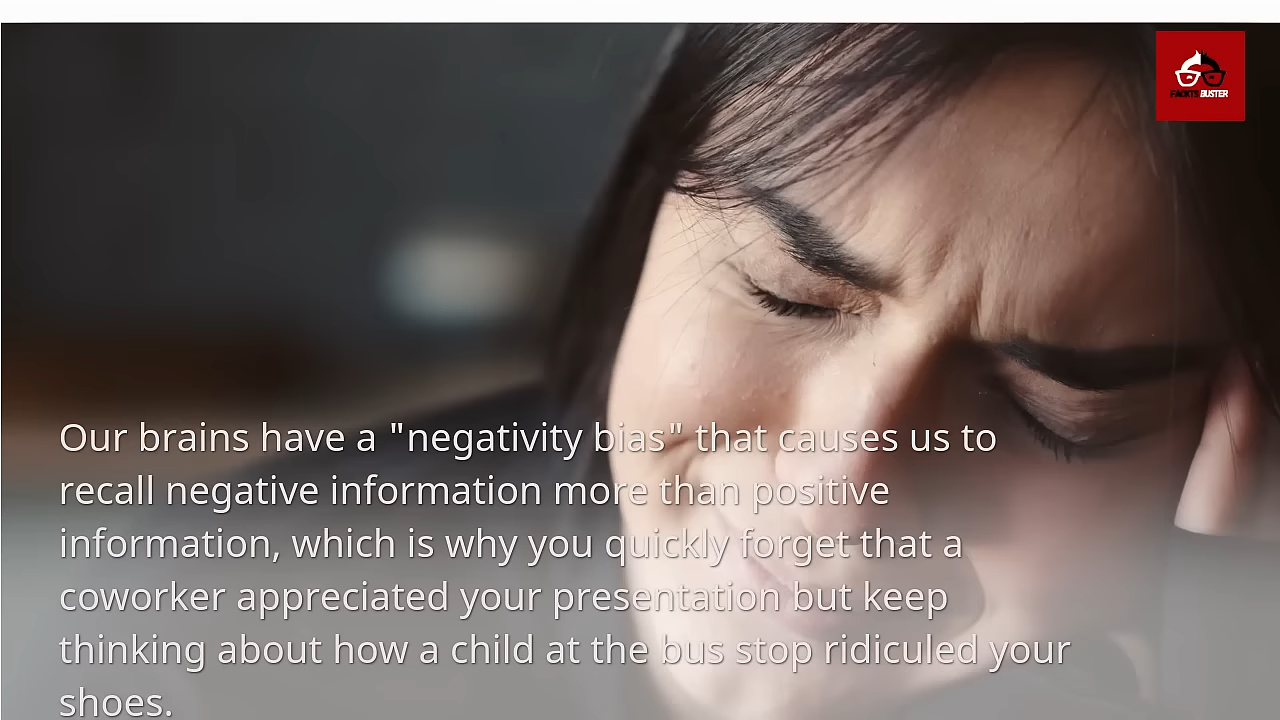 FACKTS BUSTER
Our brains have a "negativity bias" that causes us to
recall negative information more than positive
information, which is why you quickly forget that a
coworker appreciated your presentation but keep
thinking about how a child at the bus stop ridiculed your
shoes.